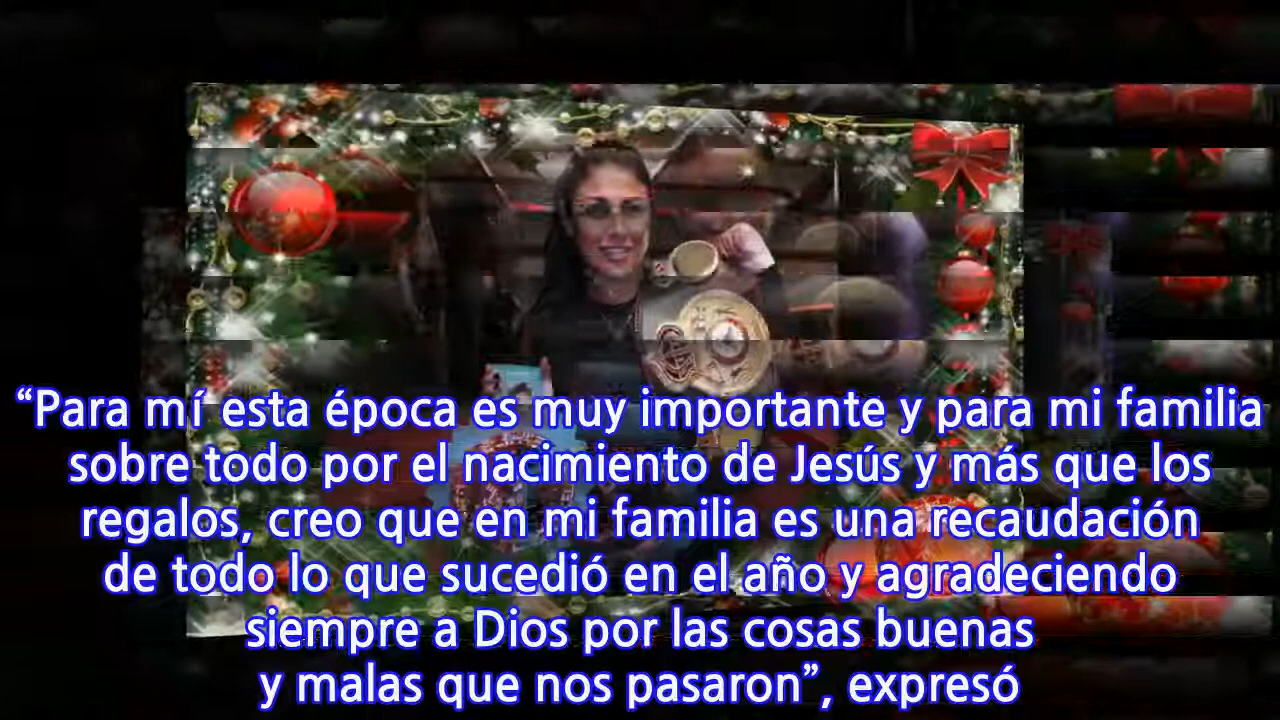 “Para mí esta época es muy importante y para mi familia
sobre todo por el nacimiento de Jesús y más que los
regalos, creo que en mi familia es una recaudación
de todo lo que sucedió en el año y agradeciendo
siempre a Dios por las cosas buenas
y malas que nos pasaron”, expresó